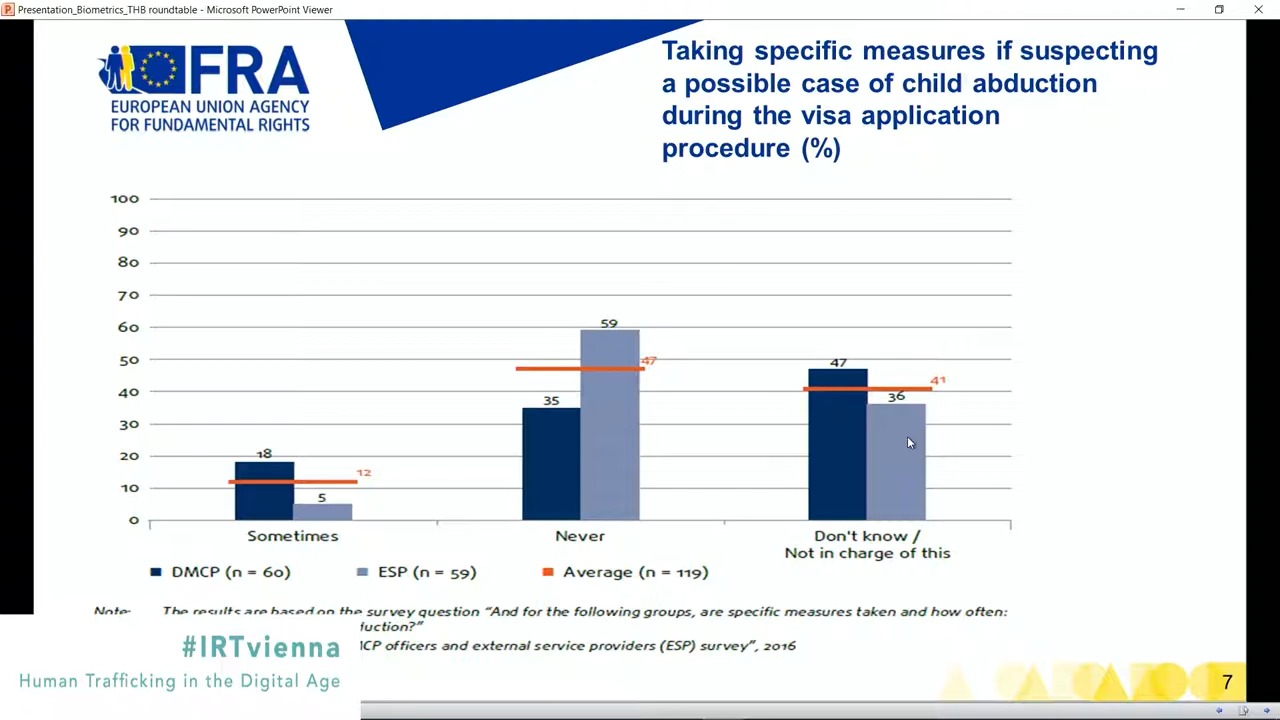 Presentation_Biometrics_THB roundtable - Microsoft PowerPoint Viewer
FRA
EUROPEAN UNION AGENCY
FOR FUNDAMENTAL RIGHTS
Taking specific measures if suspecting
a possible case of child abduction
during the visa application
procedure (%)
100
90
80
70
60
50
40
30
20
10
0
18
12
5
35
59
47
47
41
36
Sometimes
Never
Don't know /
Not in charge of this
DMCP (n = 60)
ESP (n = 59)
Average (n = 119)
Note: The results are based on the survey question “And for the following groups, are specific measures taken and how often:
duction?”
CP officers and external service providers (ESP) survey”, 2016
#IRTvienna
Human Trafficking in the Digital Age
7